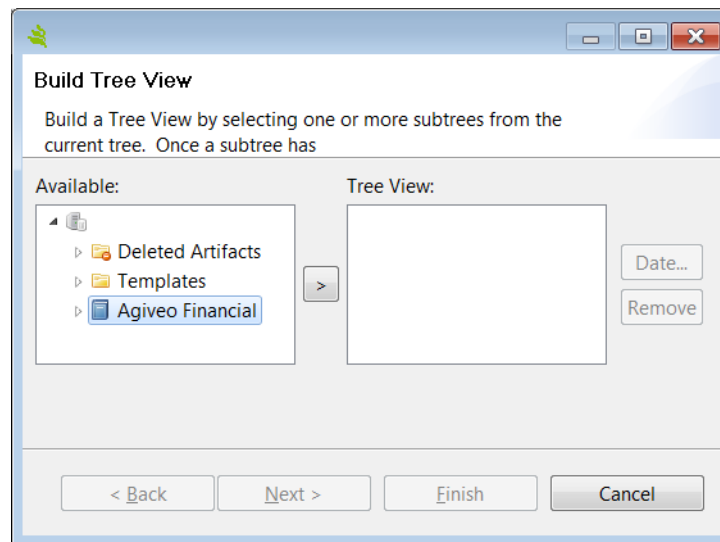 Build Tree View
Build a Tree View by selecting one or more subtrees from the
current tree.  Once a subtree has
Available:
Tree View:
Deleted Artifacts
Templates
Agiveo Financial
>
Date...
Remove
< Back
Next >
Finish
Cancel